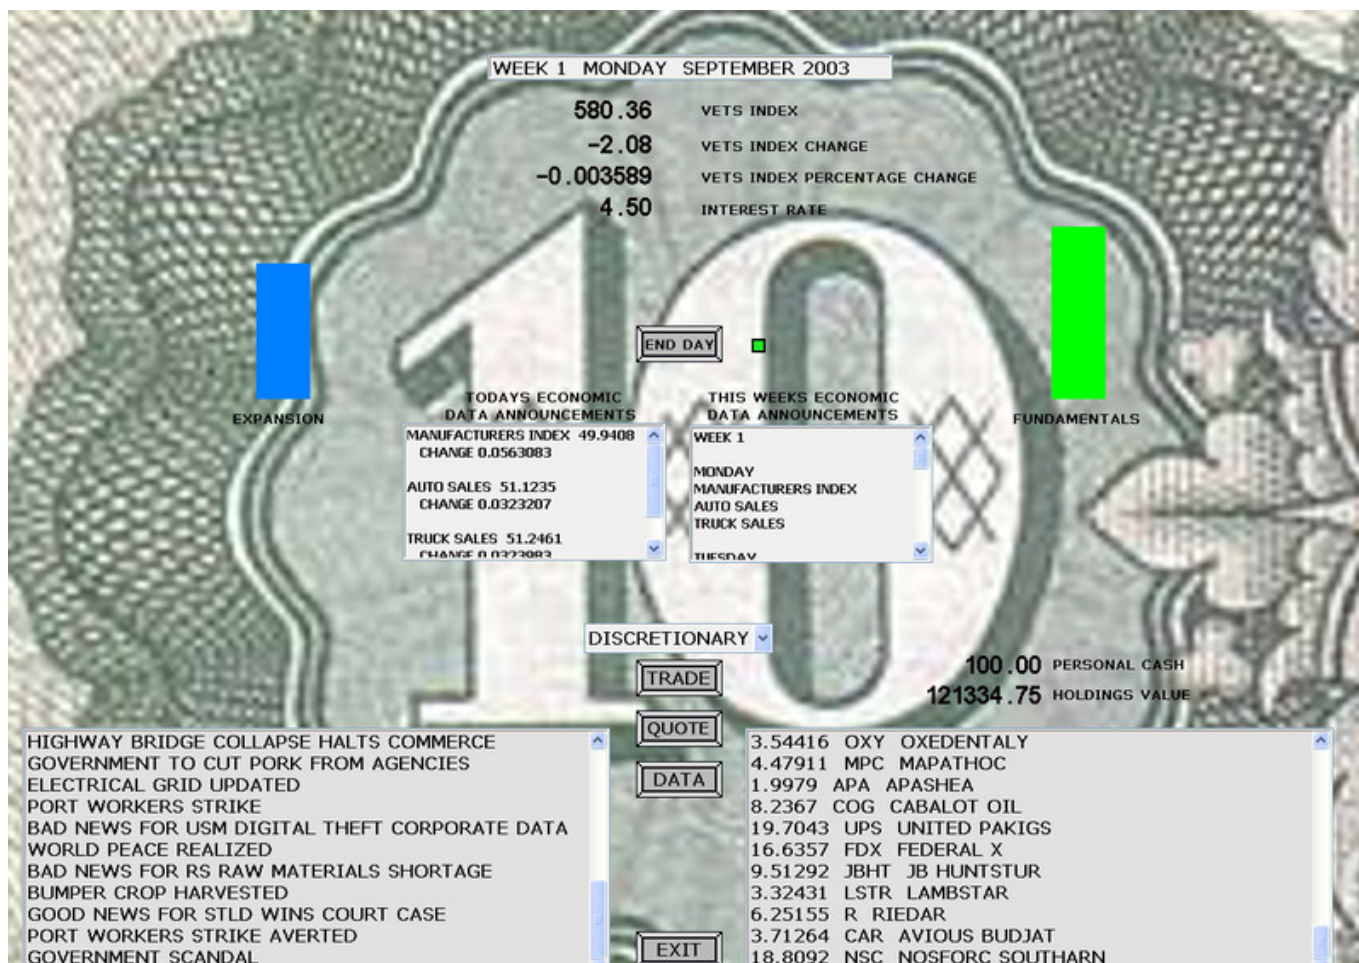 WEEK 1 MONDAY SEPTEMBER 2003
580.36 VETS INDEX
-2.08 VETS INDEX CHANGE
-0.003589 VETS INDEX PERCENTAGE CHANGE
4.50 INTEREST RATE
10
END DAY
EXPANSION
FUNDAMENTALS
TODAYS ECONOMIC
DATA ANNOUNCEMENTS
MANUFACTURERS INDEX 49.9408
CHANGE 0.0563083
AUTO SALES 51.1235
CHANGE 0.0323207
TRUCK SALES 51.2461
CHANGE 0.0323983
THIS WEEKS ECONOMIC
DATA ANNOUNCEMENTS
WEEK 1
MONDAY
MANUFACTURERS INDEX
AUTO SALES
TRUCK SALES
TUESDAY
DISCRETIONARY
TRADE
QUOTE
DATA
EXIT
100.00 PERSONAL CASH
121334.75 HOLDINGS VALUE
HIGHWAY BRIDGE COLLAPSE HALTS COMMERCE
GOVERNMENT TO CUT PORK FROM AGENCIES
ELECTRICAL GRID UPDATED
PORT WORKERS STRIKE
BAD NEWS FOR USM DIGITAL THEFT CORPORATE DATA
WORLD PEACE REALIZED
BAD NEWS FOR RS RAW MATERIALS SHORTAGE
BUMPER CROP HARVESTED
GOOD NEWS FOR STLD WINS COURT CASE
PORT WORKERS STRIKE AVERTED
GOVERNMENT SCANDAL
3.54416 OXY OXEDENTALY
4.47911 MPC MAPATHOC
1.9979 APA APASHEA
8.2367 COG CABALOT OIL
19.7043 UPS UNITED PAKIGS
16.6357 FDX FEDERAL X
9.51292 JBHT JB HUNTSTUR
3.32431 LSTR LAMBSTAR
6.25155 R RIEDAR
3.71264 CAR AVIOUS BUDJAT
18.8092 NSC NOSFORC SOUTHARN